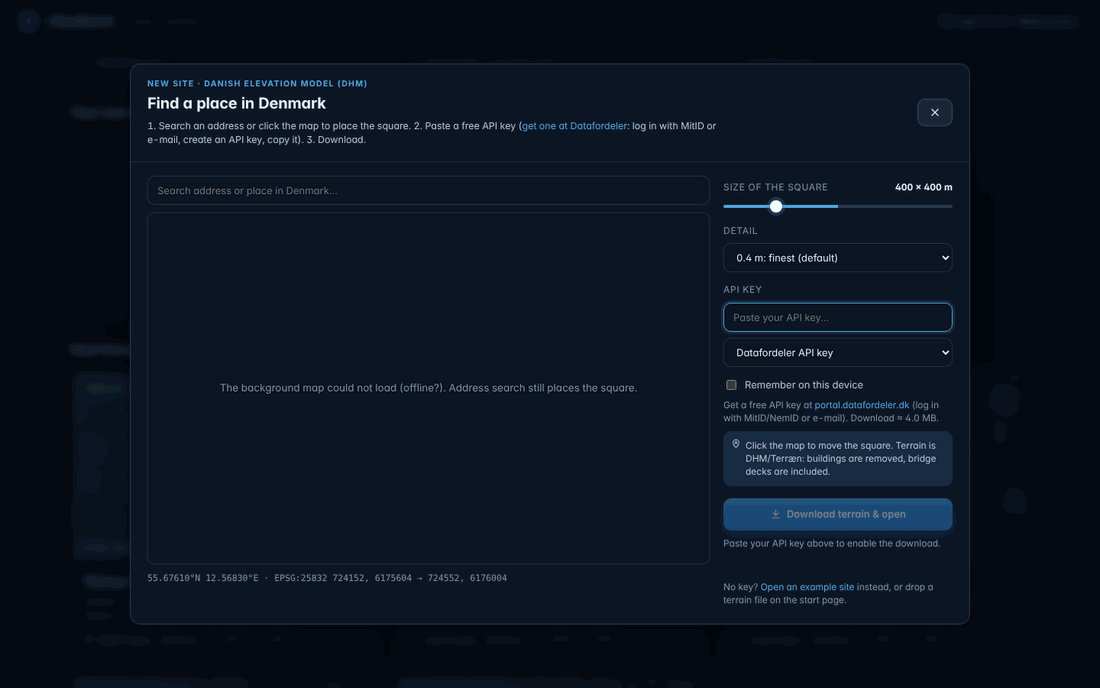 NEW SITE · DANISH ELEVATION MODEL (DHM)
Find a place in Denmark
1. Search an address or click the map to place the square. 2. Paste a free API key (get one at Datafordeler: log in with MitID or
e-mail, create an API key, copy it). 3. Download.
Search address or place in Denmark...
The background map could not load (offline?). Address search still places the square.
55.67610°N 12.56830°E · EPSG:25832 724152, 6175604 → 724552, 6176004
SIZE OF THE SQUARE 400 × 400 m
DETAIL
0.4 m: finest (default)
API KEY
Paste your API key...
Datafordeler API key
Remember on this device
Get a free API key at portal.datafordeler.dk (log in
with MitID/NemID or e-mail). Download ≈ 4.0 MB.
Click the map to move the square. Terrain is
DHM/Terræn: buildings are removed, bridge
decks are included.
Download terrain & open
Paste your API key above to enable the download.
No key? Open an example site instead, or drop a
terrain file on the start page.